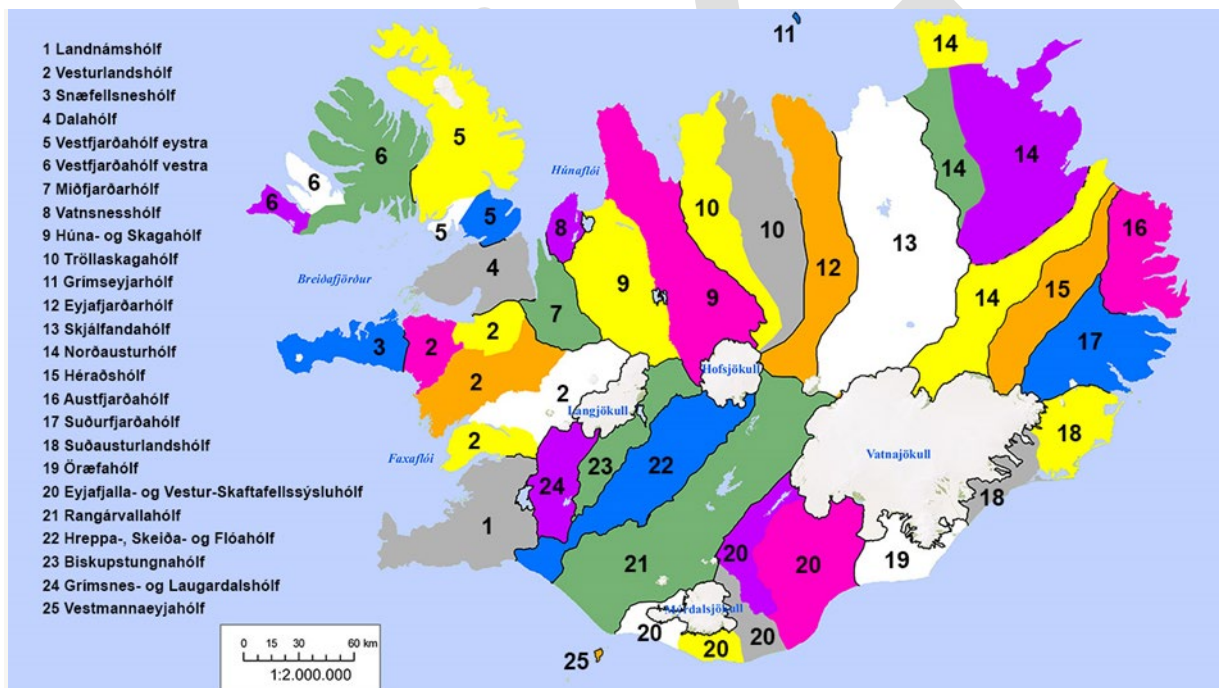 1 Landnámshólf
2 Vesturlandshólf
3 Snæfellsneshólf
4 Dalahólf
5 Vestfjarðahólf eystra
6 Vestfjarðahólf vestra
7 Miðfjarðarhólf
8 Vatnsnesshólf
9 Húna- og Skagahólf
10 Tröllaskagahólf
11 Grímseyjarhólf
12 Eyjafjarðarhólf
13 Skjálfandahólf
14 Norðausturhólf
15 Héraðshólf
16 Austfjarðahólf
17 Suðurfjarðahólf
18 Suðausturlandshólf
19 Öræfahólf
20 Eyjafjalla- og Vestur-Skaftafellssýsluhólf
21 Rangárvallahólf
22 Hreppa-, Skeiða- og Flóahólf
23 Biskupstungnahólf
24 Grímsnes- og Laugardalshólf
25 Vestmannaeyjahólf
0 15 30 60 km
1:2.000.000
11
14
5
6
6
6
5
5
Húnaflói
8
10
10
14
14
13
16
Breiðafjörður
4
7
9
9
12
14
15
17
3
2
2
2
2
Langjökull
Hofsjökull
Vatnajökull
18
Faxaflói
2
23
22
24
18
1
21
20
20
19
Mýrdalsjökull
20
20
20
25